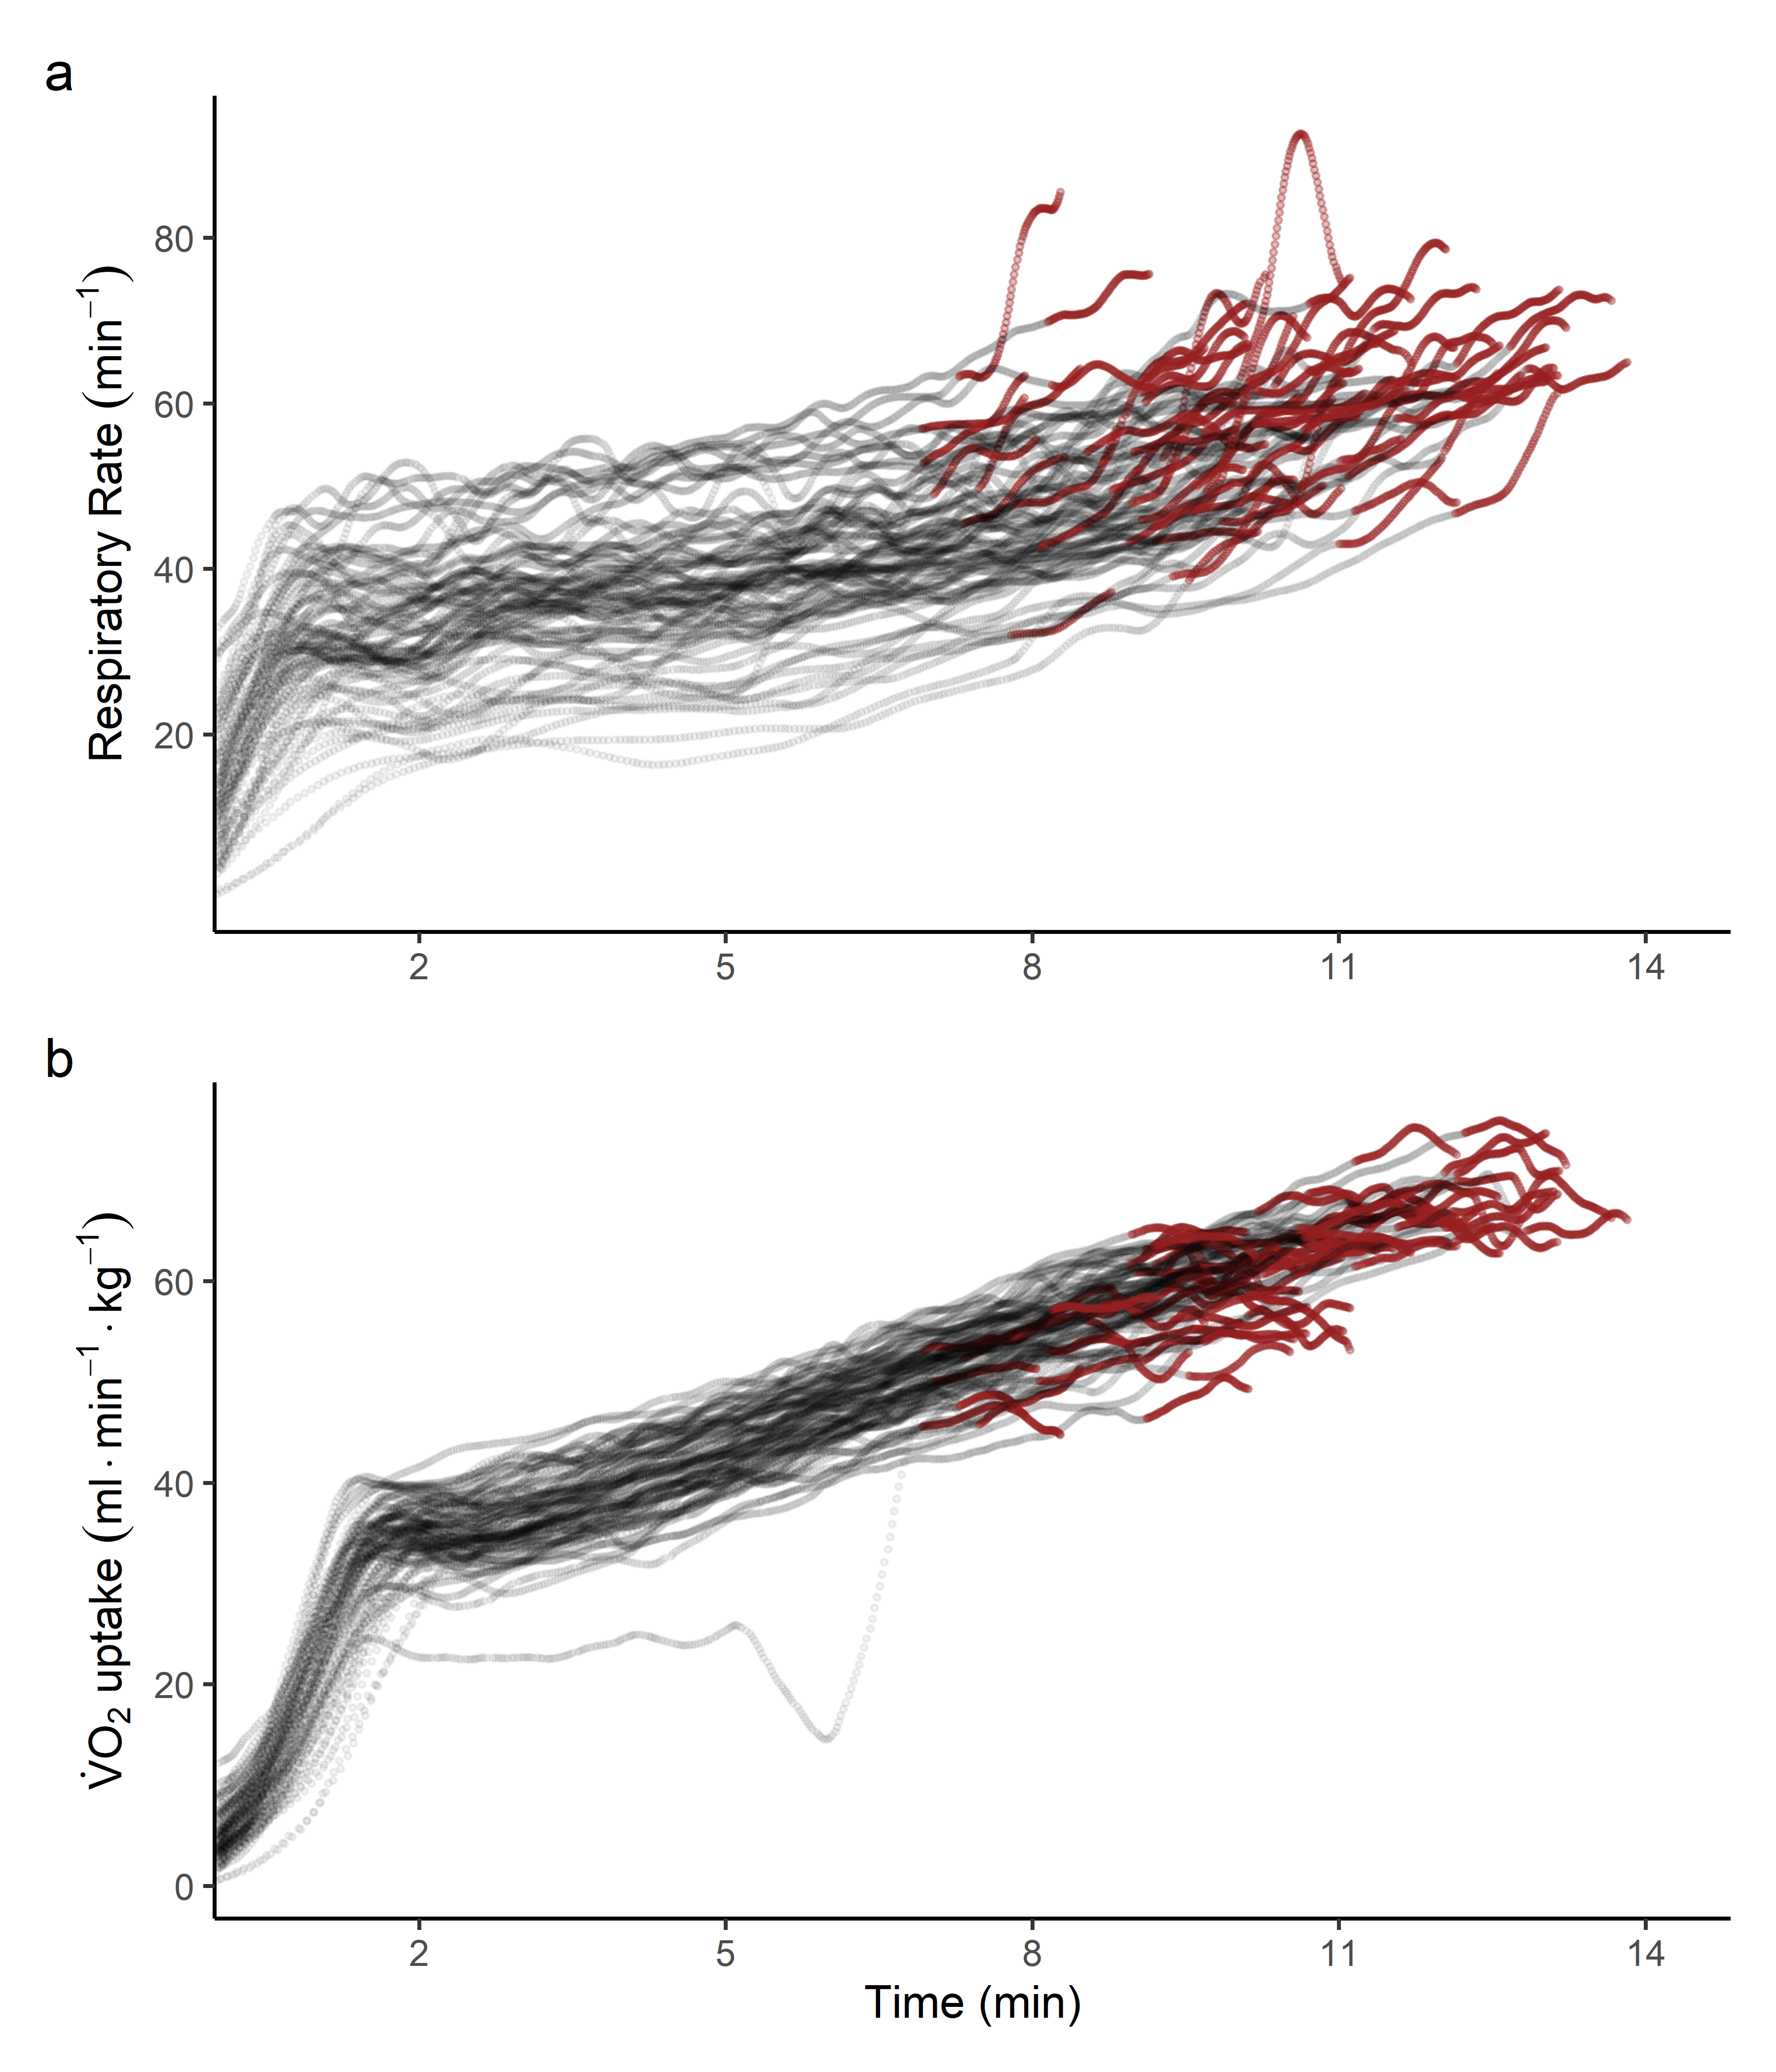 a
Respiratory Rate (min⁻¹)
80
60
40
20
2 5 8 11 14
b
V̇O₂ uptake (ml · min⁻¹ · kg⁻¹)
60
40
20
0
2 5 8 11 14
Time (min)